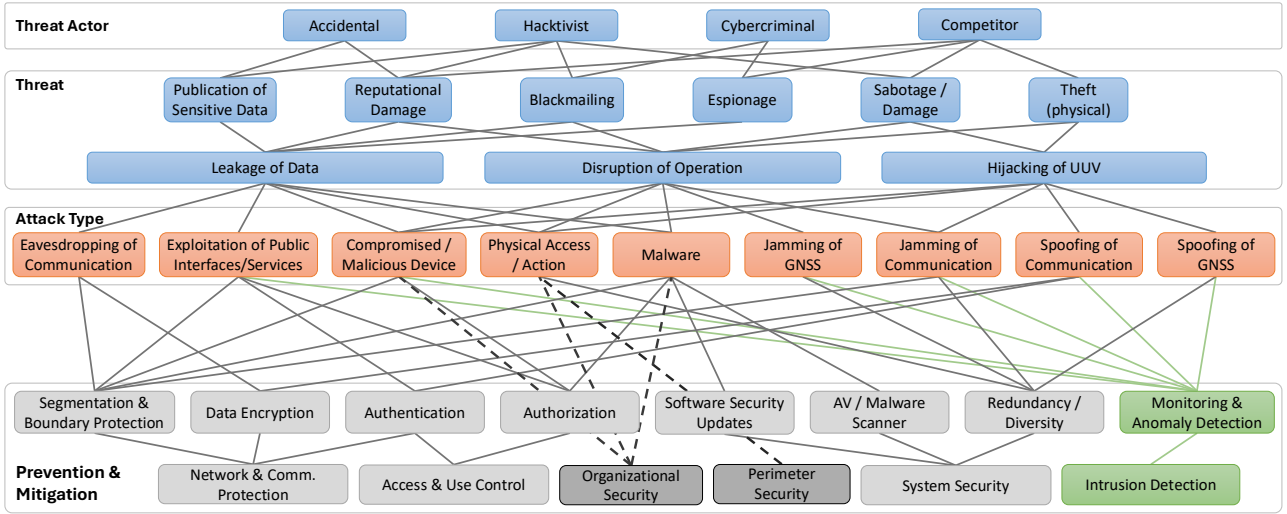 Threat Actor
Accidental
Hacktivist
Cybercriminal
Competitor
Threat
Publication of
Sensitive Data
Reputational
Damage
Blackmailing
Espionage
Sabotage /
Damage
Theft
(physical)
Leakage of Data
Disruption of Operation
Hijacking of UUV
Attack Type
Eavesdropping of
Communication
Exploitation of Public
Interfaces/Services
Compromised /
Malicious Device
Physical Access
/ Action
Malware
Jamming of
GNSS
Jamming of
Communication
Spoofing of
Communication
Spoofing of
GNSS
Segmentation &
Boundary Protection
Data Encryption
Authentication
Authorization
Software Security
Updates
AV / Malware
Scanner
Redundancy /
Diversity
Monitoring &
Anomaly Detection
Prevention &
Mitigation
Network & Comm.
Protection
Access & Use Control
Organizational
Security
Perimeter
Security
System Security
Intrusion Detection